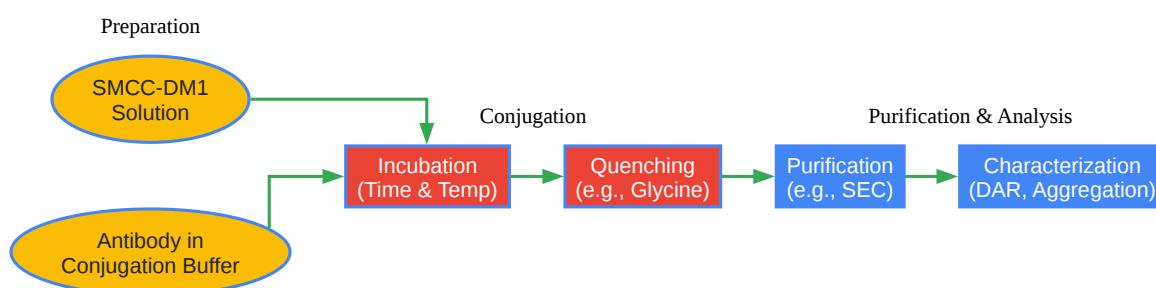 Preparation
SMCC-DM1
Solution
Conjugation
Purification & Analysis
Incubation
(Time & Temp)
Quenching
(e.g., Glycine)
Purification
(e.g., SEC)
Characterization
(DAR, Aggregation)
Antibody in
Conjugation Buffer